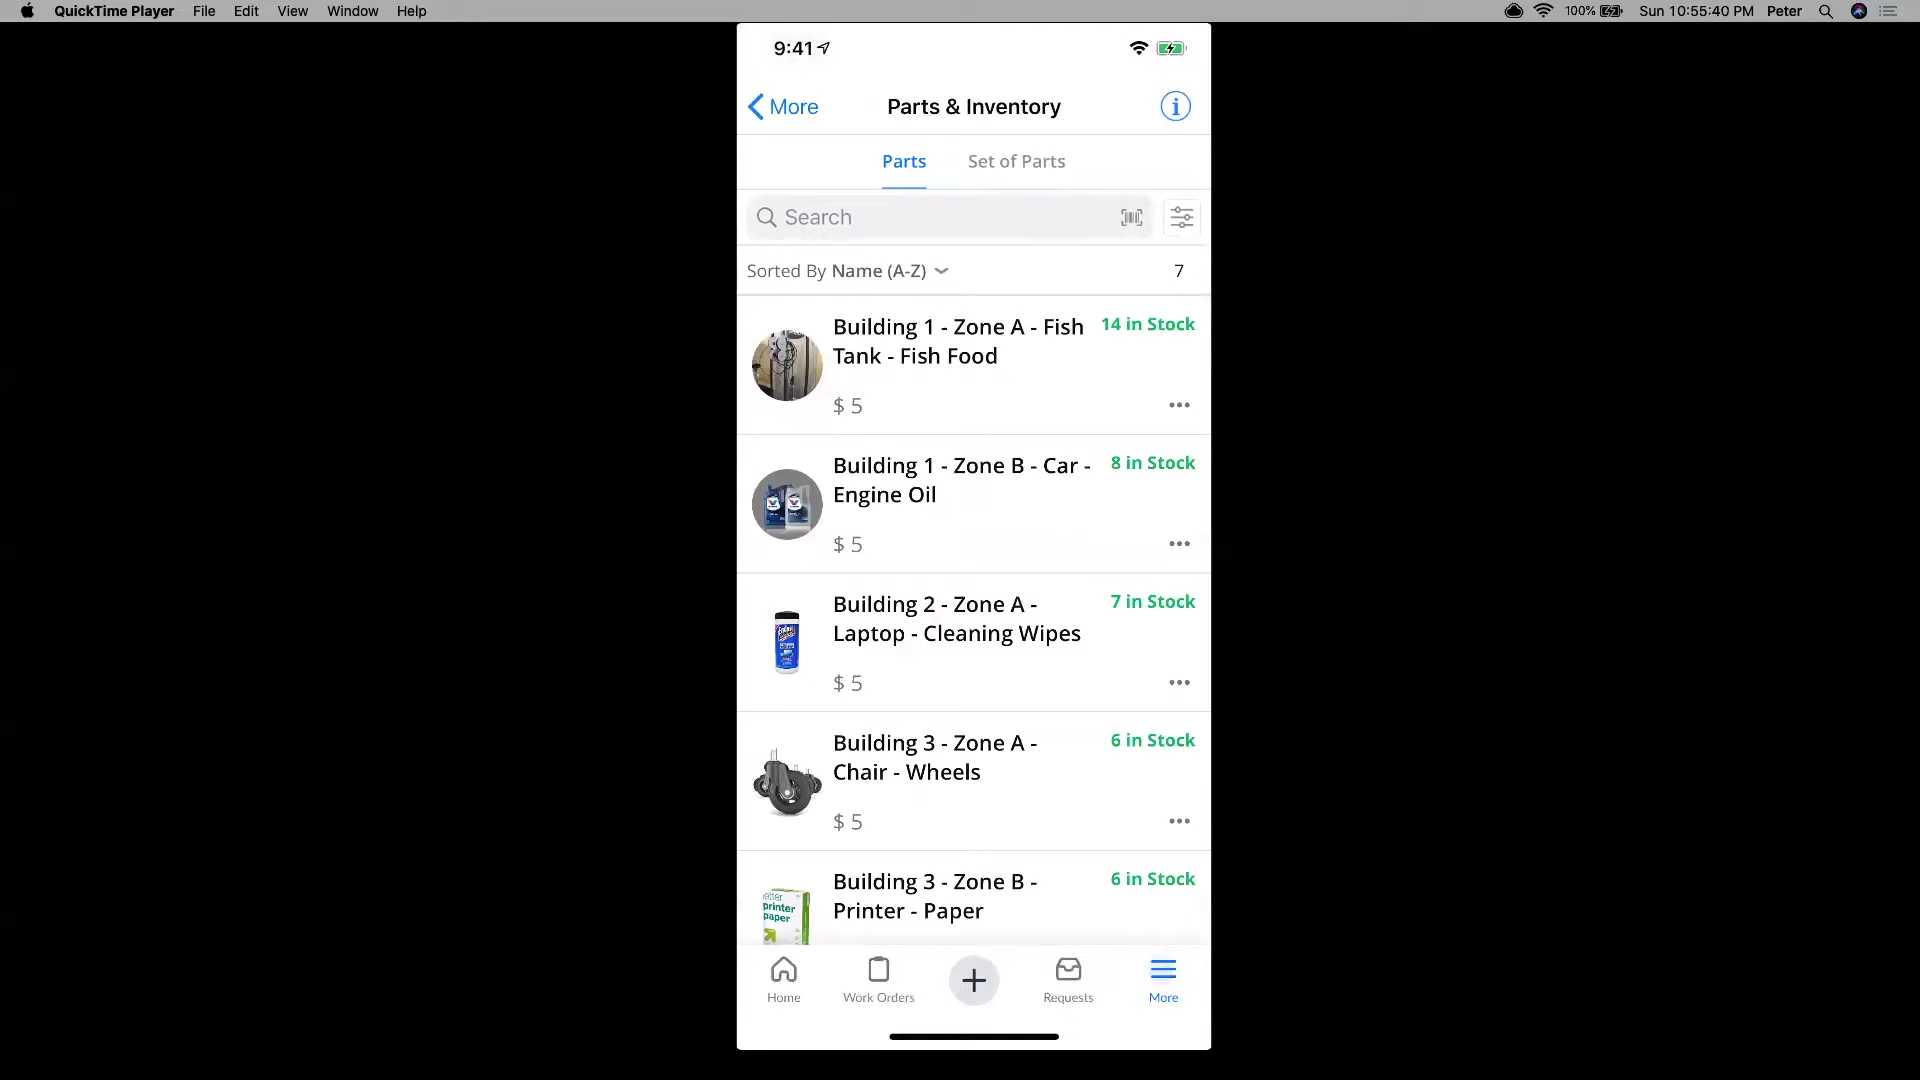 QuickTime Player File Edit View Window Help 100% Sun 10:55:40 PM Peter
9:41
More Parts & Inventory
Parts Set of Parts
Search
Sorted By Name (A-Z) 7
Building 1 - Zone A - Fish
Tank - Fish Food
14 in Stock
$ 5
Building 1 - Zone B - Car -
Engine Oil
8 in Stock
$ 5
Building 2 - Zone A -
Laptop - Cleaning Wipes
7 in Stock
$ 5
Building 3 - Zone A -
Chair - Wheels
6 in Stock
$ 5
Building 3 - Zone B -
Printer - Paper
6 in Stock
printer
paper
Home Work Orders Requests More